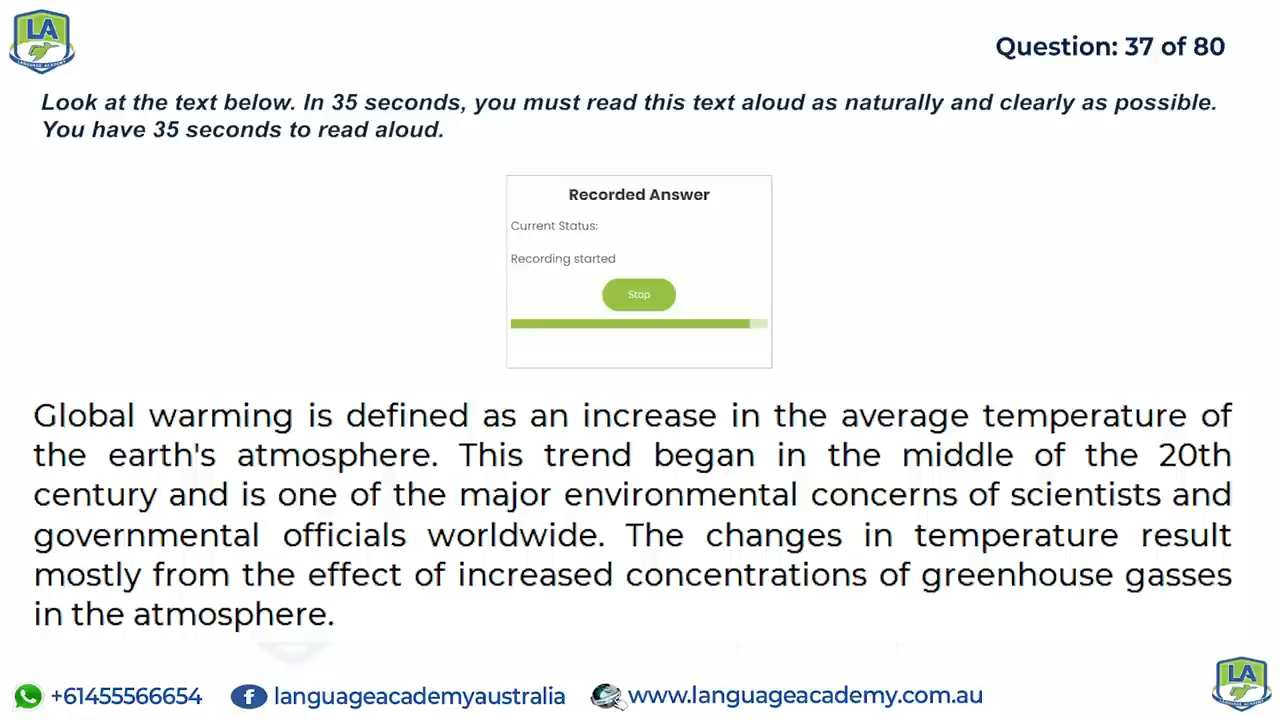 LA
LANGUAGE ACADEMY
Question: 37 of 80
Look at the text below. In 35 seconds, you must read this text aloud as naturally and clearly as possible.
You have 35 seconds to read aloud.
Recorded Answer
Current Status:
Recording started
Stop
Global warming is defined as an increase in the average temperature of
the earth's atmosphere. This trend began in the middle of the 20th
century and is one of the major environmental concerns of scientists and
governmental officials worldwide. The changes in temperature result
mostly from the effect of increased concentrations of greenhouse gasses
in the atmosphere.
+61455566654
languageacademyaustralia
www.languageacademy.com.au
LA
LANGUAGE ACADEMY